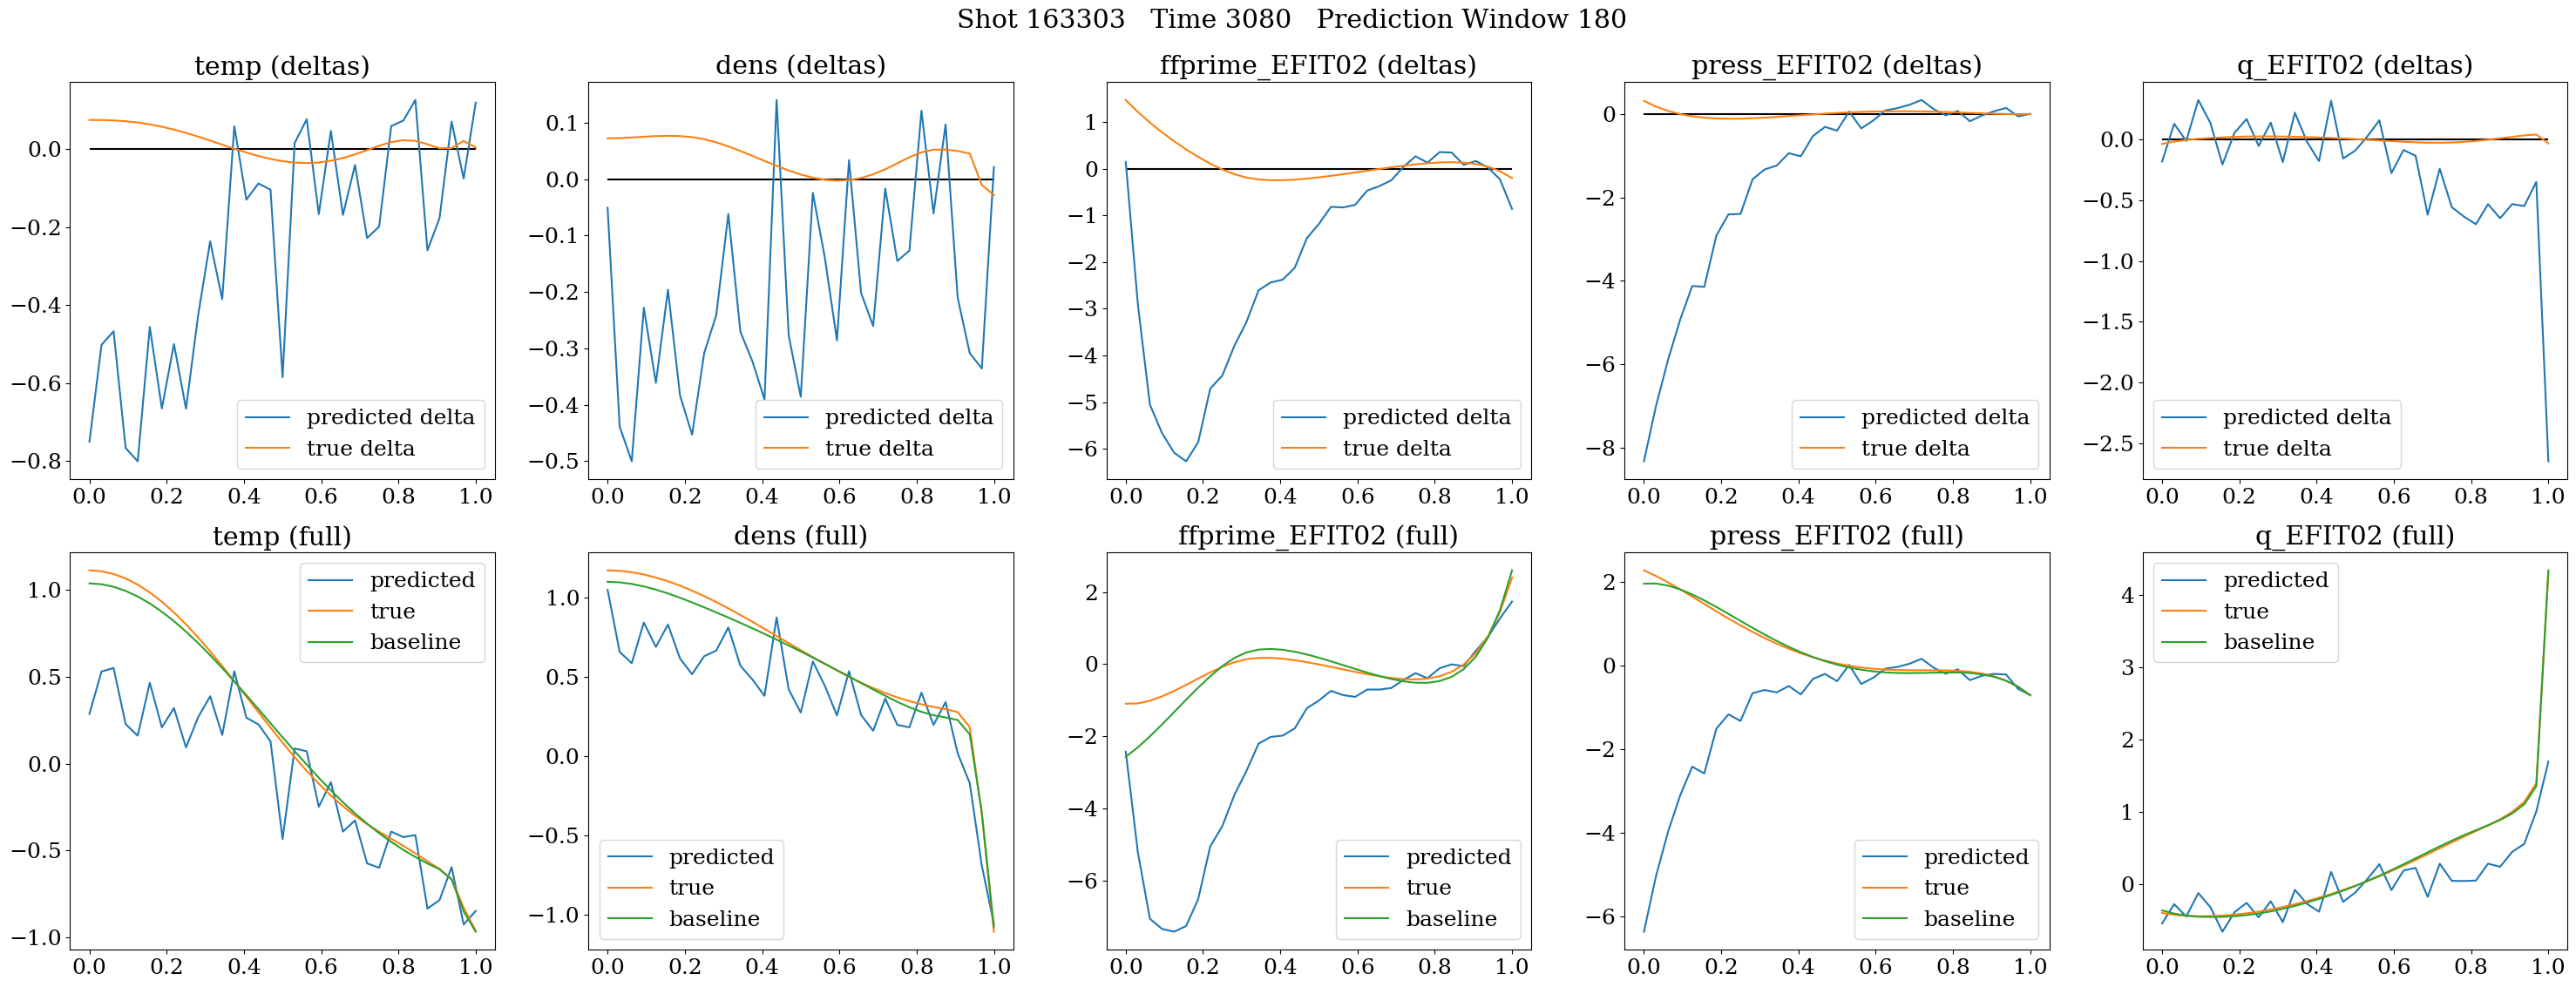 Shot 163303   Time 3080   Prediction Window 180
temp (deltas)
0.0
−0.2
−0.4
−0.6
−0.8
0.0 0.2 0.4 0.6 0.8 1.0
predicted delta
true delta
dens (deltas)
0.1
0.0
−0.1
−0.2
−0.3
−0.4
−0.5
0.0 0.2 0.4 0.6 0.8 1.0
predicted delta
true delta
ffprime_EFIT02 (deltas)
1
0
−1
−2
−3
−4
−5
−6
0.0 0.2 0.4 0.6 0.8 1.0
predicted delta
true delta
press_EFIT02 (deltas)
0
−2
−4
−6
−8
0.0 0.2 0.4 0.6 0.8 1.0
predicted delta
true delta
q_EFIT02 (deltas)
0.0
−0.5
−1.0
−1.5
−2.0
−2.5
0.0 0.2 0.4 0.6 0.8 1.0
predicted delta
true delta
temp (full)
1.0
0.5
0.0
−0.5
−1.0
0.0 0.2 0.4 0.6 0.8 1.0
predicted
true
baseline
dens (full)
1.0
0.5
0.0
−0.5
−1.0
0.0 0.2 0.4 0.6 0.8 1.0
predicted
true
baseline
ffprime_EFIT02 (full)
2
0
−2
−4
−6
0.0 0.2 0.4 0.6 0.8 1.0
predicted
true
baseline
press_EFIT02 (full)
2
0
−2
−4
−6
0.0 0.2 0.4 0.6 0.8 1.0
predicted
true
baseline
q_EFIT02 (full)
4
3
2
1
0
0.0 0.2 0.4 0.6 0.8 1.0
predicted
true
baseline